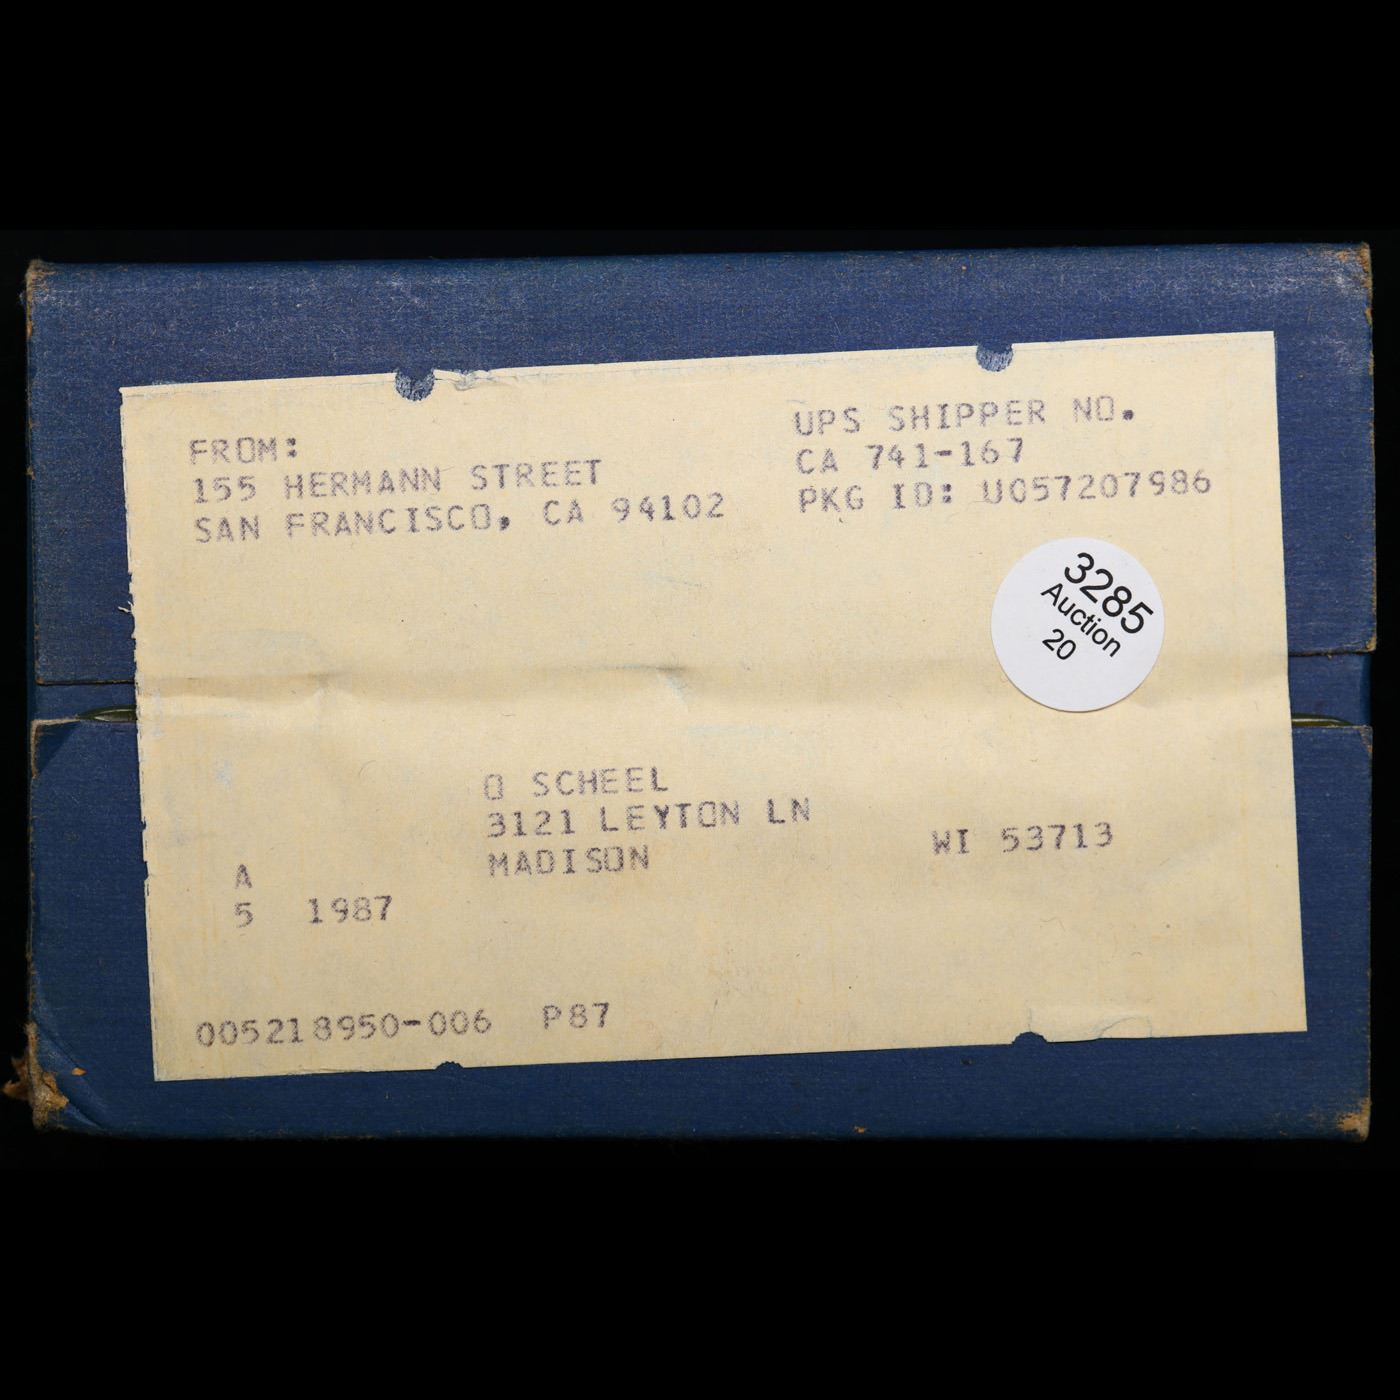 FROM:
155 HERMANN STREET
SAN FRANCISCO, CA 94102
UPS SHIPPER NO.
CA 741-167
PKG ID: U057207986
3285
Auction
20
O SCHEEL
3121 LEYTON LN
MADISON WI 53713
A
5 1987
005218950-006 P87